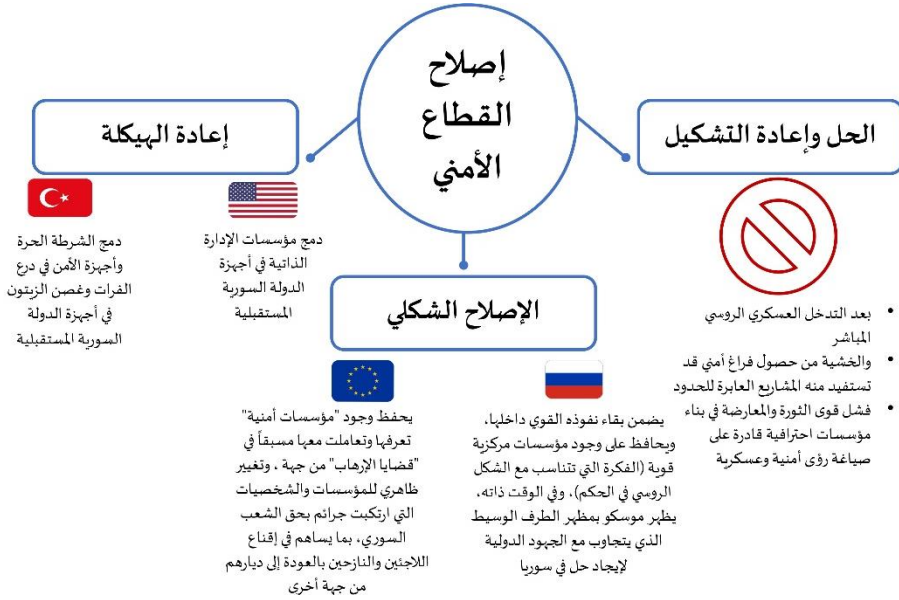 إصلاح
القطاع
الأمني
الحل وإعادة التشكيل
بعد التدخل العسكري الروسي
المباشر
والخشية من حصول فراغ أمني قد
تستفيد منه المشاريع العابرة للحدود
فشل قوى الثورة والمعارضة في بناء
مؤسسات احترافية قادرة على
صياغة رؤى أمنية وعسكرية
إعادة الهيكلة
دمج مؤسسات الإدارة
الذاتية في أجهزة
الدولة السورية
المستقبلية
دمج الشرطة الحرة
وأجهزة الأمن في درع
الفرات وغصن الزيتون
في أجهزة الدولة
السورية المستقبلية
الإصلاح الشكلي
يضمن بقاء نفوذه القوي داخلها،
ويحافظ على وجود مؤسسات مركزية
قوية (الفكرة التي تتناسب مع الشكل
الروسي في الحكم)، وفي الوقت ذاته،
يظهر موسكو بمظهر الطرف الوسيط
الذي يتجاوب مع الجهود الدولية
لإيجاد حل في سوريا
يحفظ وجود "مؤسسات أمنية"
تعرفها وتعاملت معها مسبقاً في
"قضايا الإرهاب" من جهة ، وتغيير
ظاهري للمؤسسات والشخصيات
التي ارتكبت جرائم بحق الشعب
السوري، بما يساهم في إقناع
اللاجئين والنازحين بالعودة إلى ديارهم
من جهة أخرى